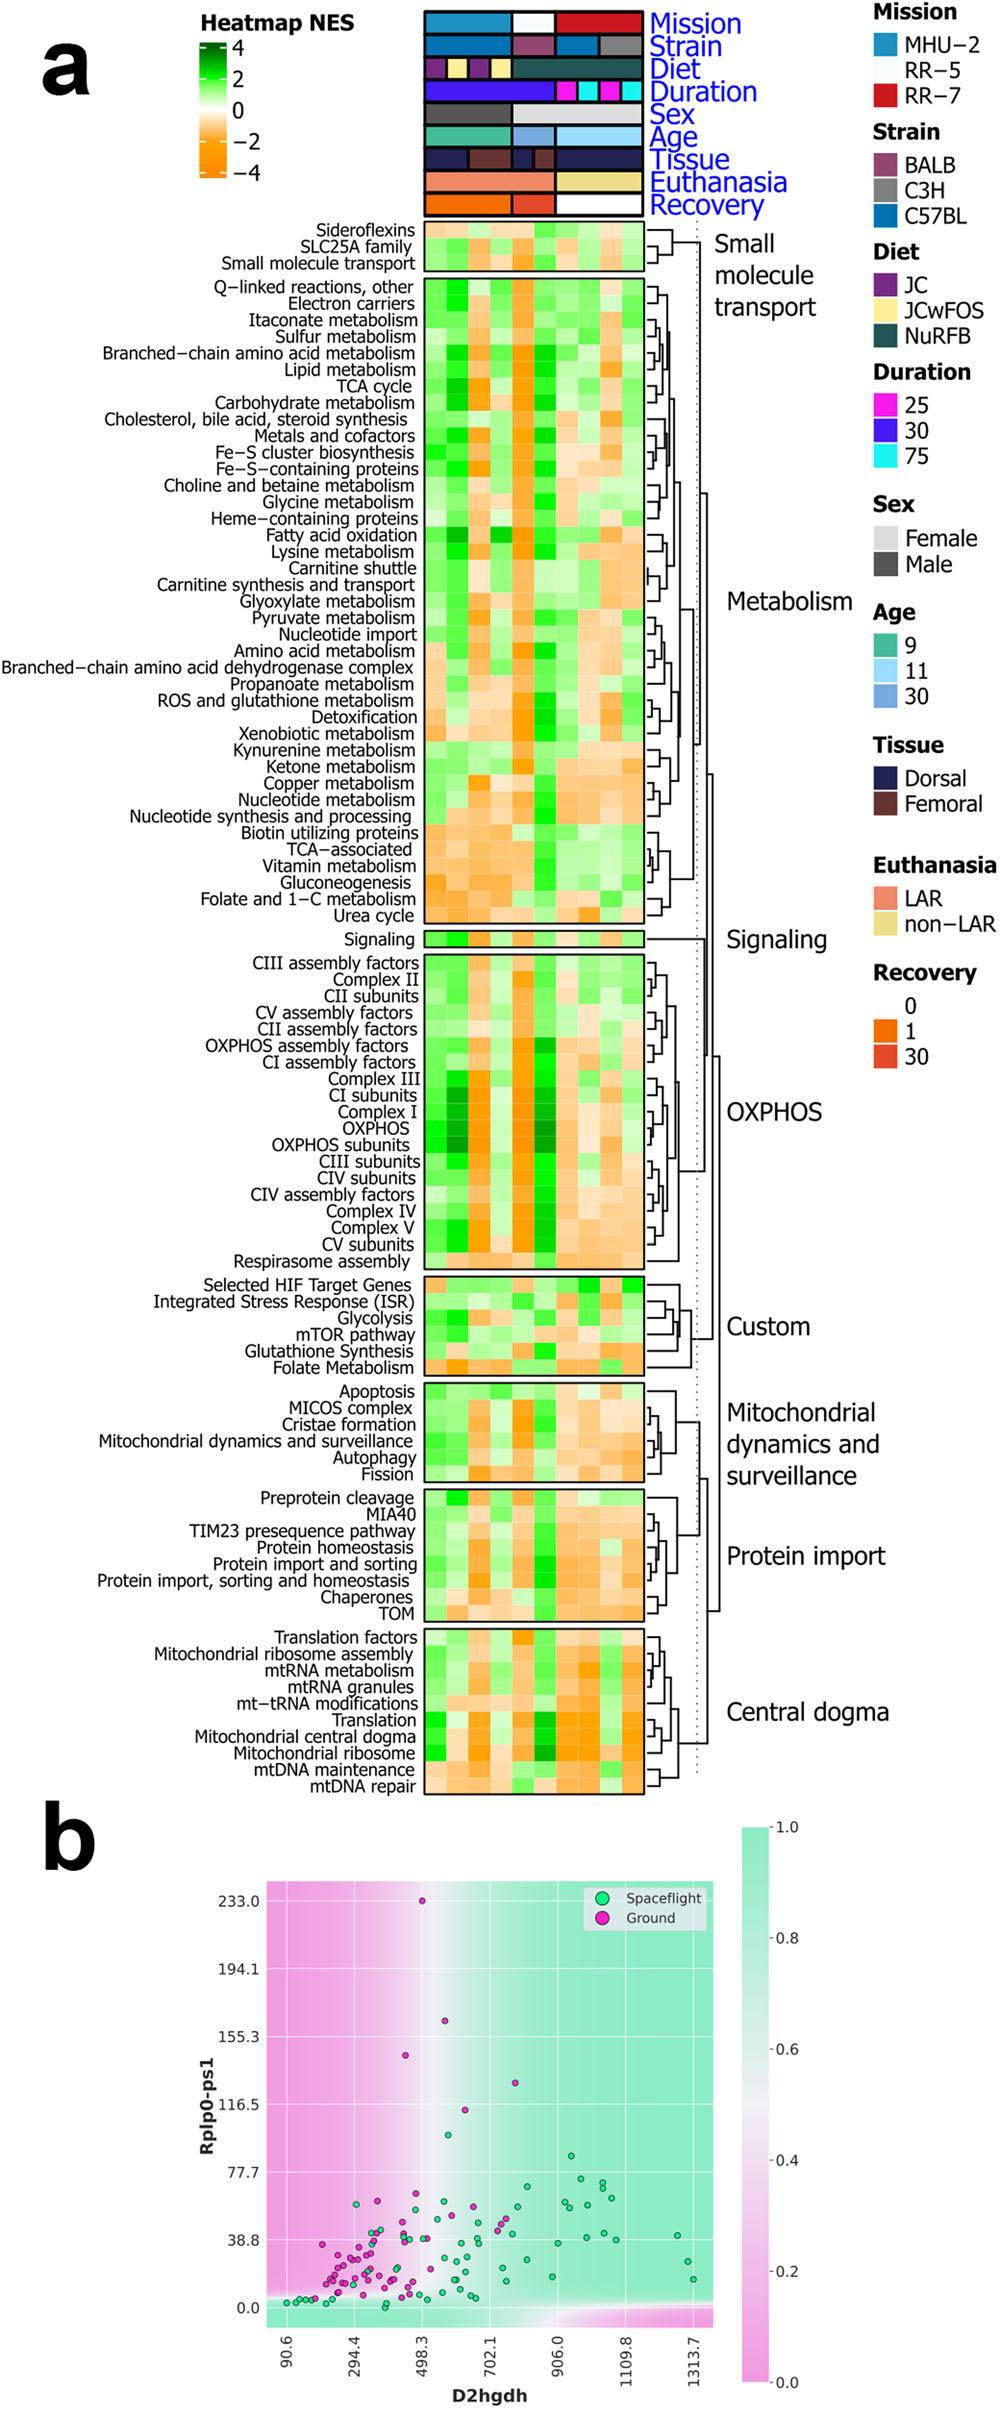 a
Heatmap NES
4
2
0
−2
−4
Mission
Strain
Diet
Duration
Sex
Age
Tissue
Euthanasia
Recovery
Mission
MHU−2
RR−5
RR−7
Strain
BALB
C3H
C57BL
Diet
JC
JCwFOS
NuRFB
Duration
25
30
75
Sex
Female
Male
Age
9
11
30
Tissue
Dorsal
Femoral
Euthanasia
LAR
non−LAR
Recovery
0
1
30
Sideroflexins
SLC25A family
Small molecule transport
Small
molecule
transport
Q−linked reactions, other
Electron carriers
Itaconate metabolism
Sulfur metabolism
Branched−chain amino acid metabolism
Lipid metabolism
TCA cycle
Carbohydrate metabolism
Cholesterol, bile acid, steroid synthesis
Metals and cofactors
Fe−S cluster biosynthesis
Fe−S−containing proteins
Choline and betaine metabolism
Glycine metabolism
Heme−containing proteins
Fatty acid oxidation
Lysine metabolism
Carnitine shuttle
Carnitine synthesis and transport
Glyoxylate metabolism
Pyruvate metabolism
Nucleotide import
Amino acid metabolism
Branched−chain amino acid dehydrogenase complex
Propanoate metabolism
ROS and glutathione metabolism
Detoxification
Xenobiotic metabolism
Kynurenine metabolism
Ketone metabolism
Copper metabolism
Nucleotide metabolism
Nucleotide synthesis and processing
Biotin utilizing proteins
TCA−associated
Vitamin metabolism
Gluconeogenesis
Folate and 1−C metabolism
Urea cycle
Metabolism
Signaling
Signaling
CIII assembly factors
Complex II
CII subunits
CV assembly factors
CII assembly factors
OXPHOS assembly factors
CI assembly factors
Complex III
CI subunits
Complex I
OXPHOS
OXPHOS subunits
CIII subunits
CIV subunits
CIV assembly factors
Complex IV
Complex V
CV subunits
Respirasome assembly
OXPHOS
Selected HIF Target Genes
Integrated Stress Response (ISR)
Glycolysis
mTOR pathway
Glutathione Synthesis
Folate Metabolism
Custom
Apoptosis
MICOS complex
Cristae formation
Mitochondrial dynamics and surveillance
Autophagy
Fission
Mitochondrial
dynamics and
surveillance
Preprotein cleavage
MIA40
TIM23 presequence pathway
Protein homeostasis
Protein import and sorting
Protein import, sorting and homeostasis
Chaperones
TOM
Protein import
Translation factors
Mitochondrial ribosome assembly
mtRNA metabolism
mtRNA granules
mt−tRNA modifications
Translation
Mitochondrial central dogma
Mitochondrial ribosome
mtDNA maintenance
mtDNA repair
Central dogma
b
Spaceflight
Ground
Rplp0-ps1
233.0
194.1
155.3
116.5
77.7
38.8
0.0
90.6
294.4
498.3
702.1
906.0
1109.8
1313.7
D2hgdh
1.0
0.8
0.6
0.4
0.2
0.0